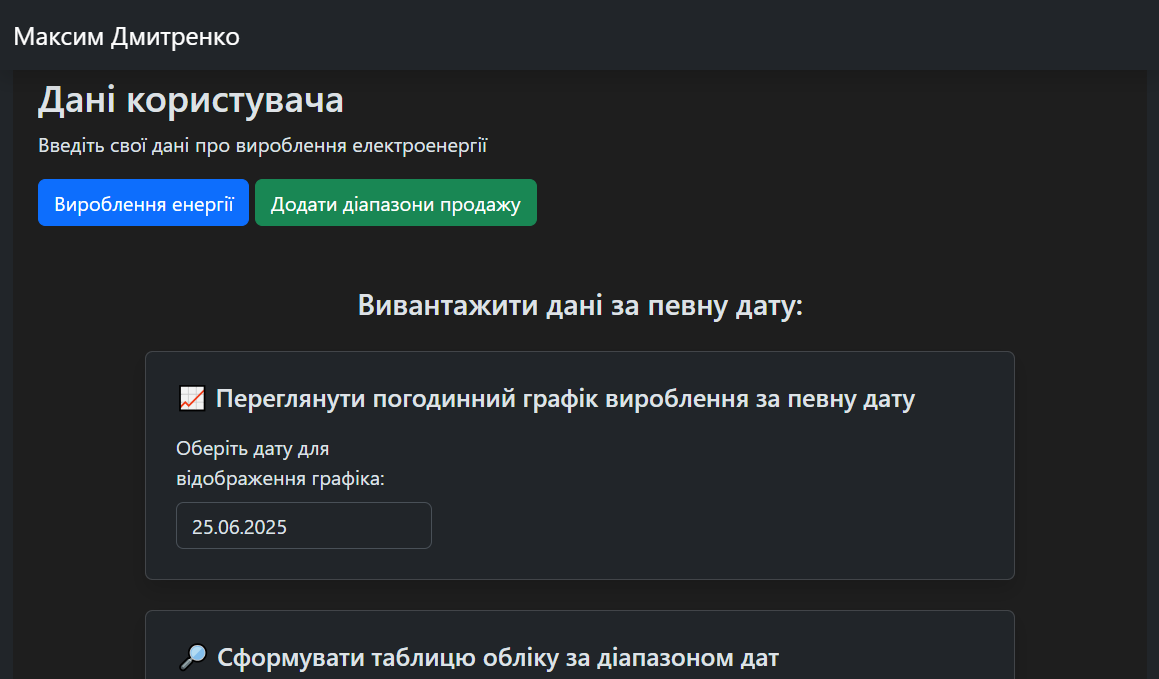 Максим Дмитренко
Дані користувача
Введіть свої дані про вироблення електроенергії
Вироблення енергії
Додати діапазони продажу
Вивантажити дані за певну дату:
Переглянути погодинний графік вироблення за певну дату
Оберіть дату для
відображення графіка:
25.06.2025
Сформувати таблицю обліку за діапазоном дат